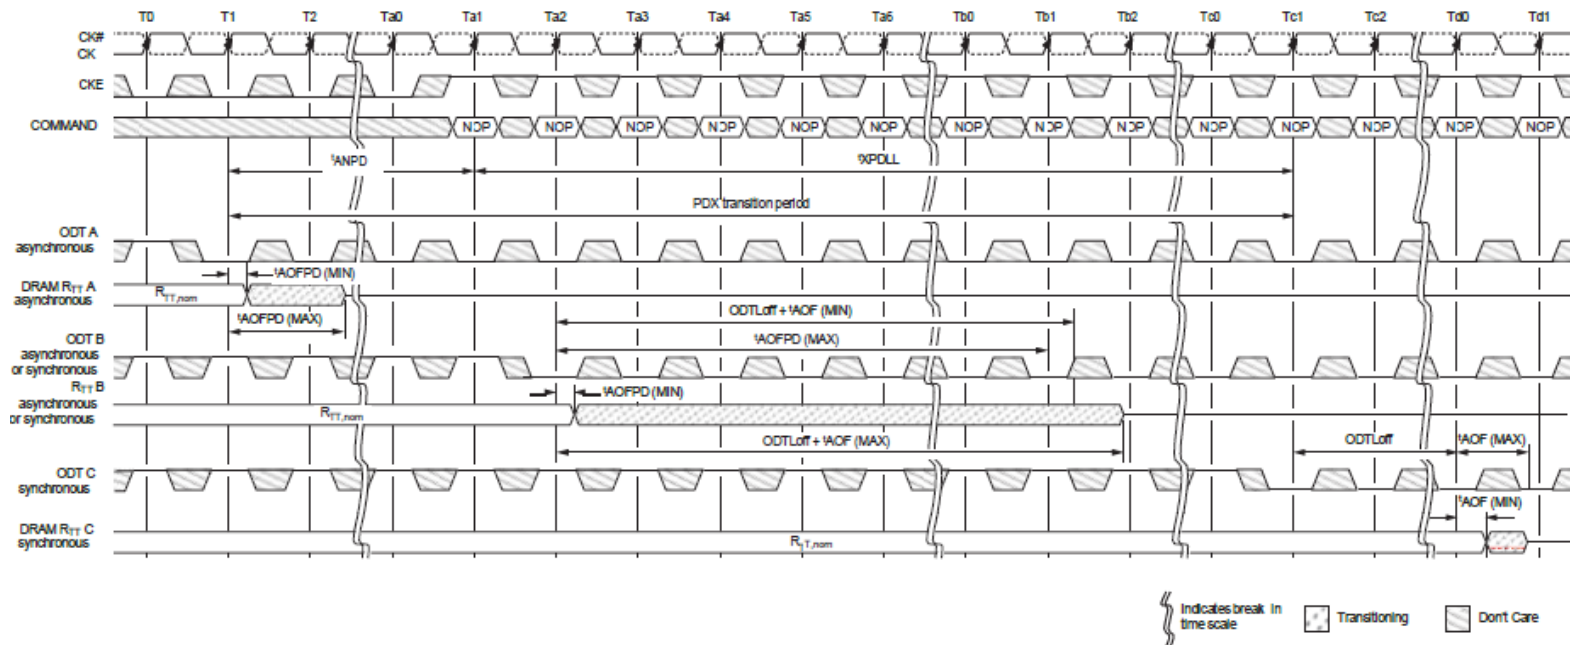 T0 T1 T2 Ta0 Ta1 Ta2 Ta3 Ta4 Ta5 Ta6 Tb0 Tb1 Tb2 Tc0 Tc1 Tc2 Td0 Td1
CK#
CK
CKE
COMMAND
NOP NOP NOP NOP NOP NOP NOP NOP NOP NOP NOP NOP NOP NOP
tANPD
tXPDLL
PDX transition period
ODT A
asynchronous
tAOFPD (MIN)
DRAM RTT A
asynchronous
RTT,nom
tAOFPD (MAX)
ODTLoff + tAOF (MIN)
tAOFPD (MAX)
ODT B
asynchronous
or synchronous
RTT B
asynchronous
or synchronous
tAOFPD (MIN)
RTT,nom
ODTLoff + tAOF (MAX)
ODTLoff
tAOF (MAX)
ODT C
synchronous
tAOF (MIN)
DRAM RTT C
synchronous
RTT,nom
Indicates break in
time scale
Transitioning
Don't Care